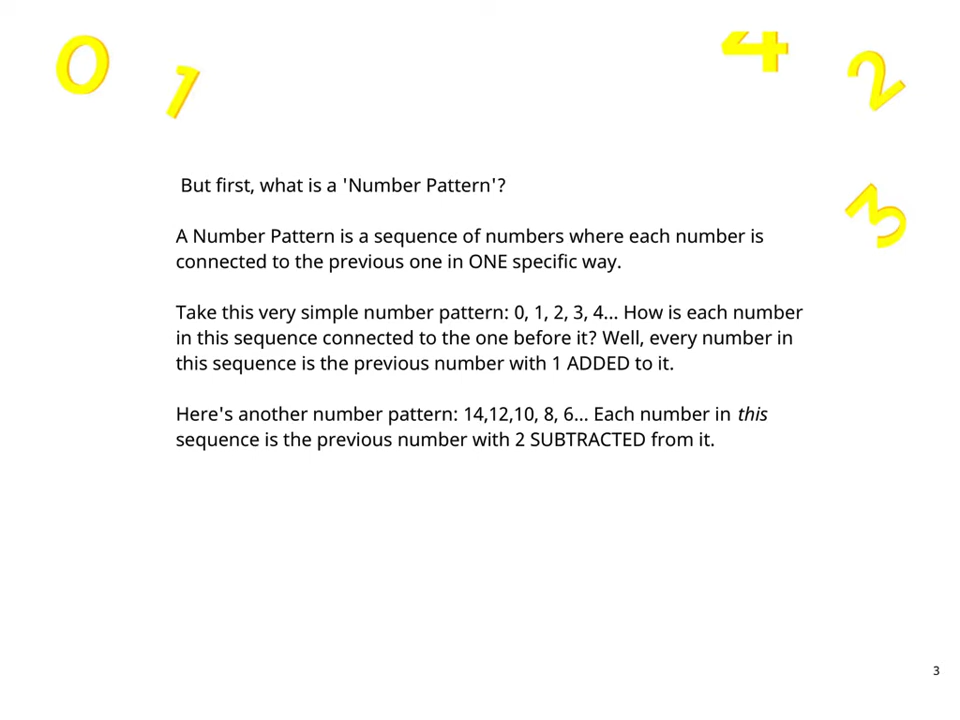 0 1 4 2
3
But first, what is a 'Number Pattern'?
A Number Pattern is a sequence of numbers where each number is
connected to the previous one in ONE specific way.
Take this very simple number pattern: 0, 1, 2, 3, 4... How is each number
in this sequence connected to the one before it? Well, every number in
this sequence is the previous number with 1 ADDED to it.
Here's another number pattern: 14,12,10, 8, 6... Each number in this
sequence is the previous number with 2 SUBTRACTED from it.
3